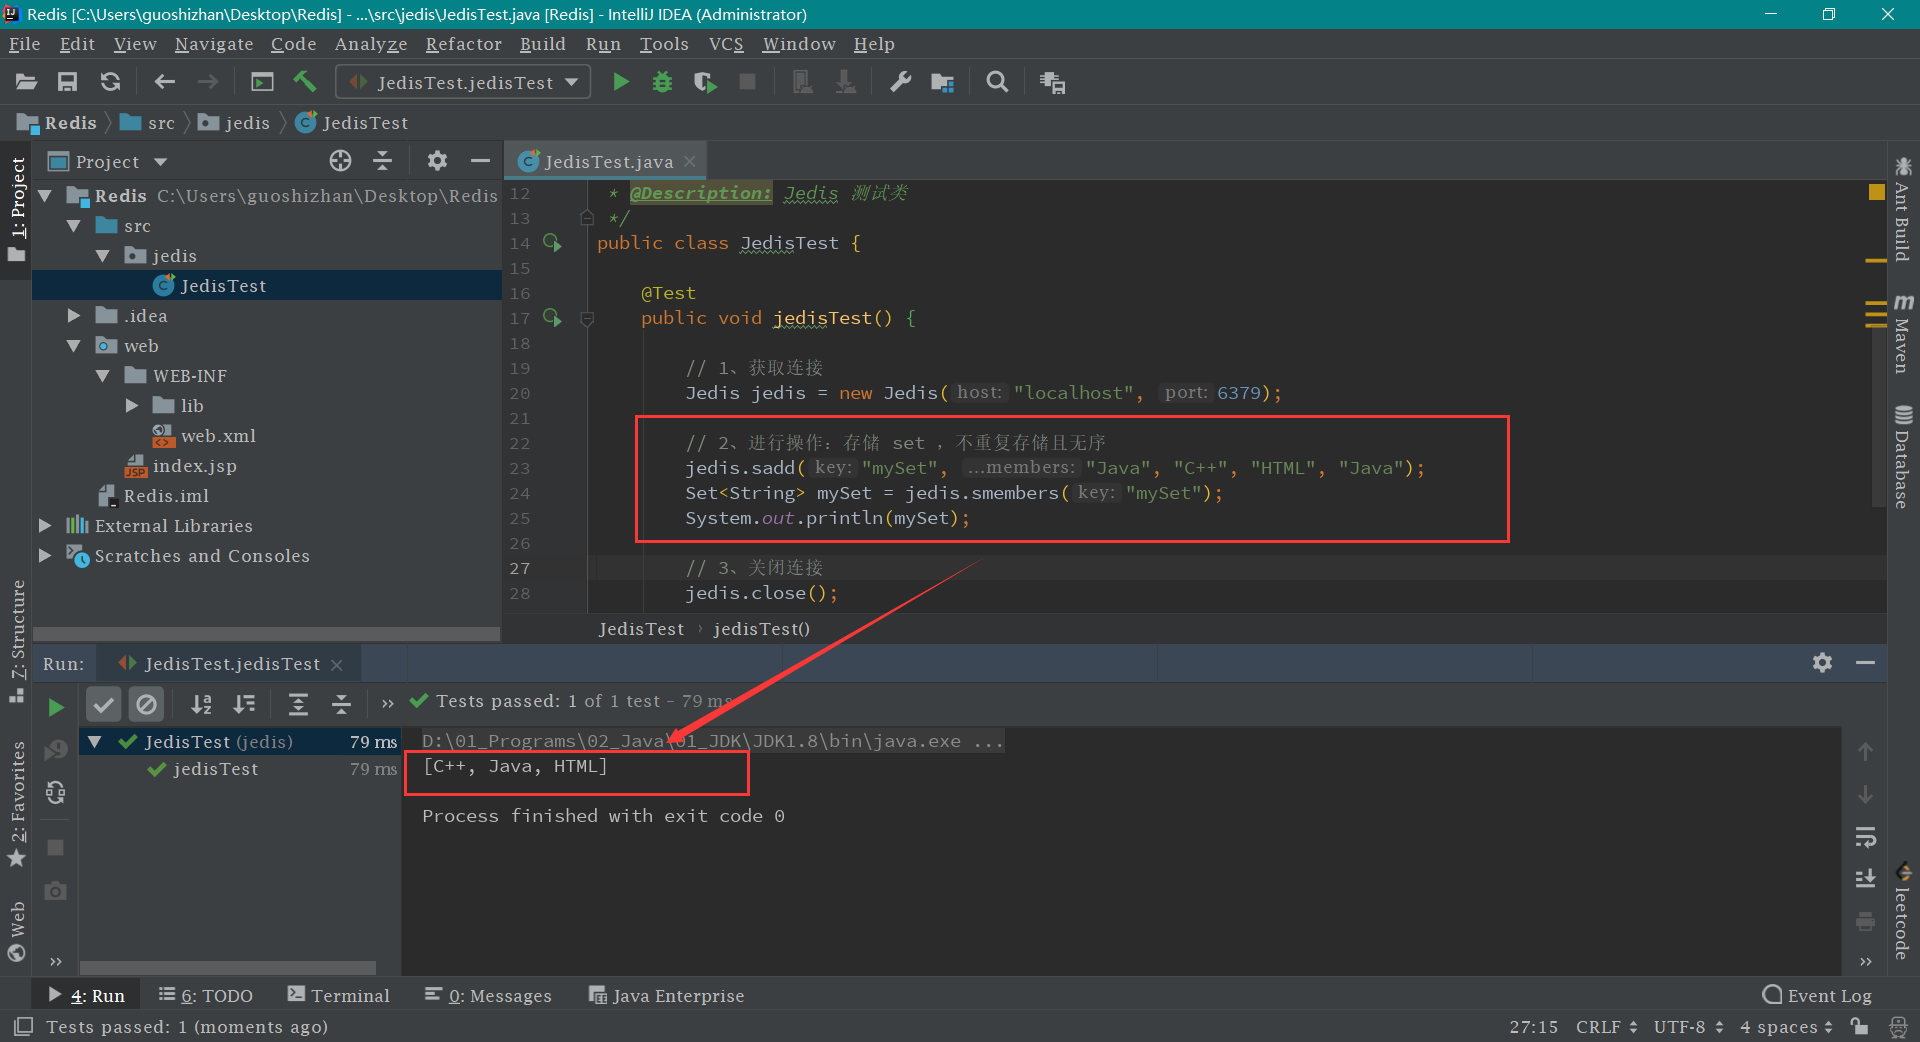 Redis [C:\Users\guoshizhan\Desktop\Redis] - ...\src\jedis\JedisTest.java [Redis] - IntelliJ IDEA (Administrator)
File Edit View Navigate Code Analyze Refactor Build Run Tools VCS Window Help
JedisTest.jedisTest
Redis src jedis JedisTest
1: Project
Z: Structure
2: Favorites
Web
Project
Redis C:\Users\guoshizhan\Desktop\Redis
src
jedis
JedisTest
.idea
web
WEB-INF
lib
web.xml
index.jsp
Redis.iml
External Libraries
Scratches and Consoles
JedisTest.java
12 * @Description: Jedis 测试类
13 */
14 public class JedisTest {
15
16 @Test
17 public void jedisTest() {
18
19 // 1、获取连接
20 Jedis jedis = new Jedis( host: "localhost", port: 6379);
21
22 // 2、进行操作：存储 set ，不重复存储且无序
23 jedis.sadd( key: "mySet", ...members: "Java", "C++", "HTML", "Java");
24 Set<String> mySet = jedis.smembers( key: "mySet");
25 System.out.println(mySet);
26
27 // 3、关闭连接
28 jedis.close();
JedisTest › jedisTest()
Ant Build
Maven
Database
leetcode
Run: JedisTest.jedisTest
Tests passed: 1 of 1 test - 79 ms
JedisTest (jedis) 79 ms
jedisTest 79 ms
D:\01_Programs\02_Java\01_JDK\JDK1.8\bin\java.exe ...
[C++, Java, HTML]
Process finished with exit code 0
4: Run 6: TODO Terminal 0: Messages Java Enterprise Event Log
Tests passed: 1 (moments ago) 27:15 CRLF UTF-8 4 spaces